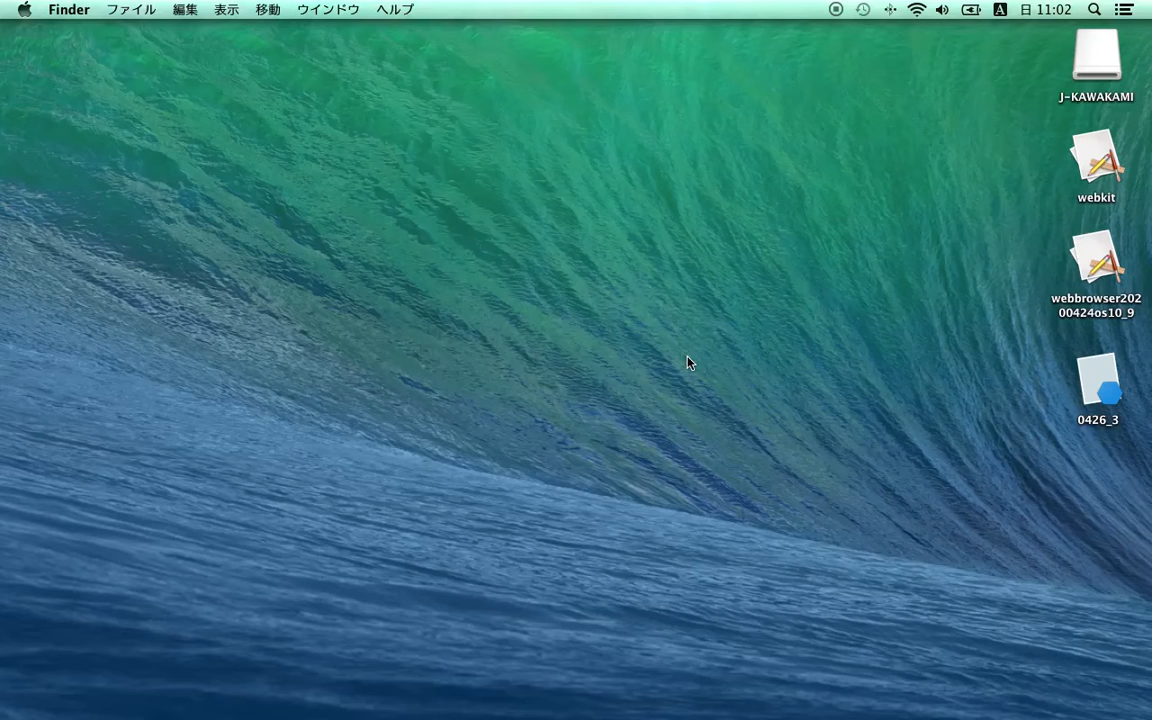 Finder ファイル 編集 表示 移動 ウインドウ ヘルプ A 日 11:02
J-KAWAKAMI
webkit
webbrowser202
00424os10_9
0426_3